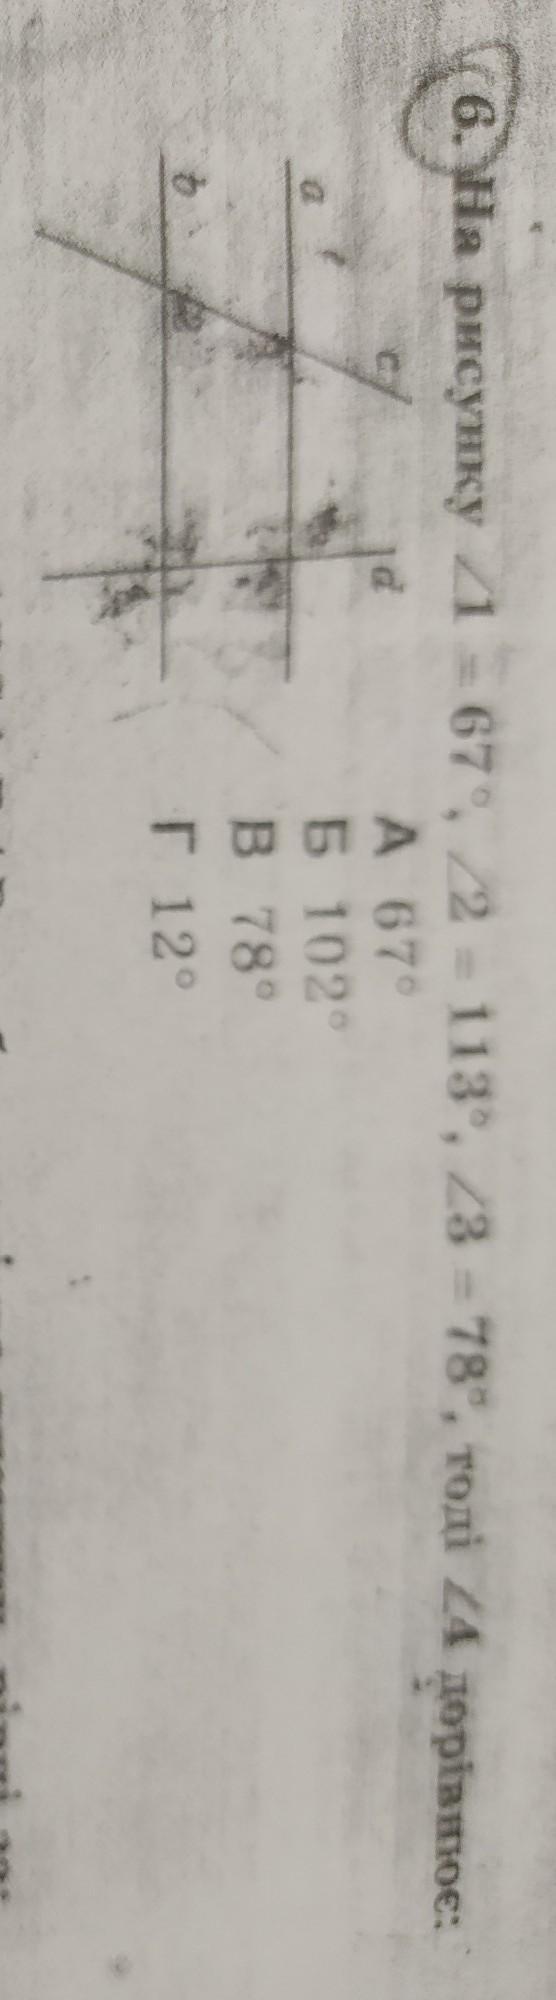 6. На рисунку ∠1 = 67°, ∠2 = 113°, ∠3 = 78°, тоді ∠4 дорівнює:
c
d
a
b
А 67°
Б 102°
В 78°
Г 12°